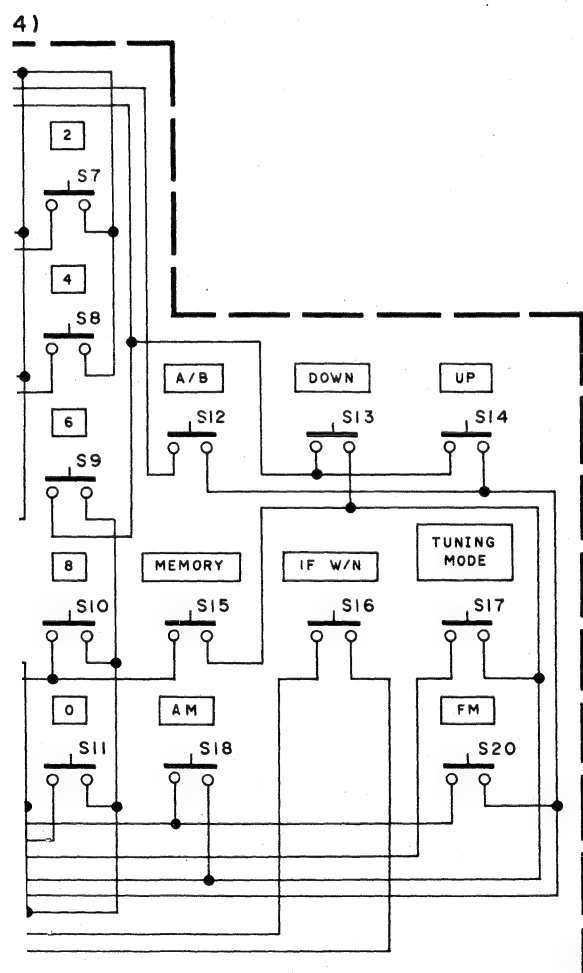 4)
2
S7
4
S8
A/B
DOWN
UP
S12
S13
S14
6
S9
TUNING
MODE
8
MEMORY
IF W/N
S10
S15
S16
S17
0
AM
FM
S11
S18
S20